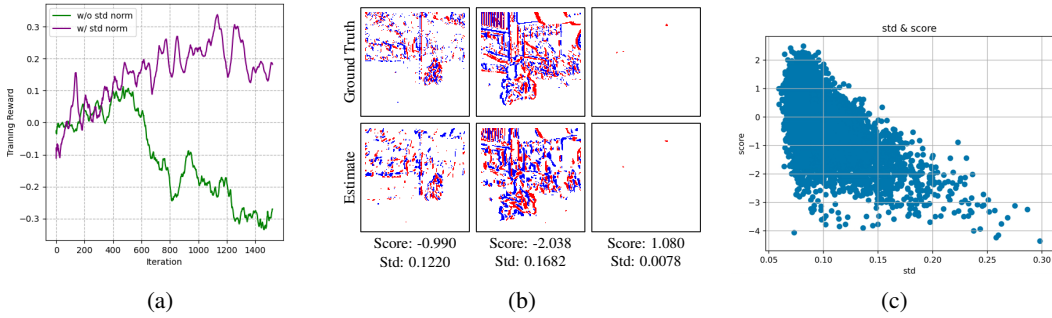 w/o std norm
w/ std norm
Training Reward
0.3
0.2
0.1
0.0
−0.1
−0.2
−0.3
0 200 400 600 800 1000 1200 1400
Iteration
(a)
Ground Truth
Estimate
Score: -0.990 Score: -2.038 Score: 1.080
Std: 0.1220 Std: 0.1682 Std: 0.0078
(b)
std & score
score
2
1
0
−1
−2
−3
−4
0.05 0.10 0.15 0.20 0.25 0.30
std
(c)